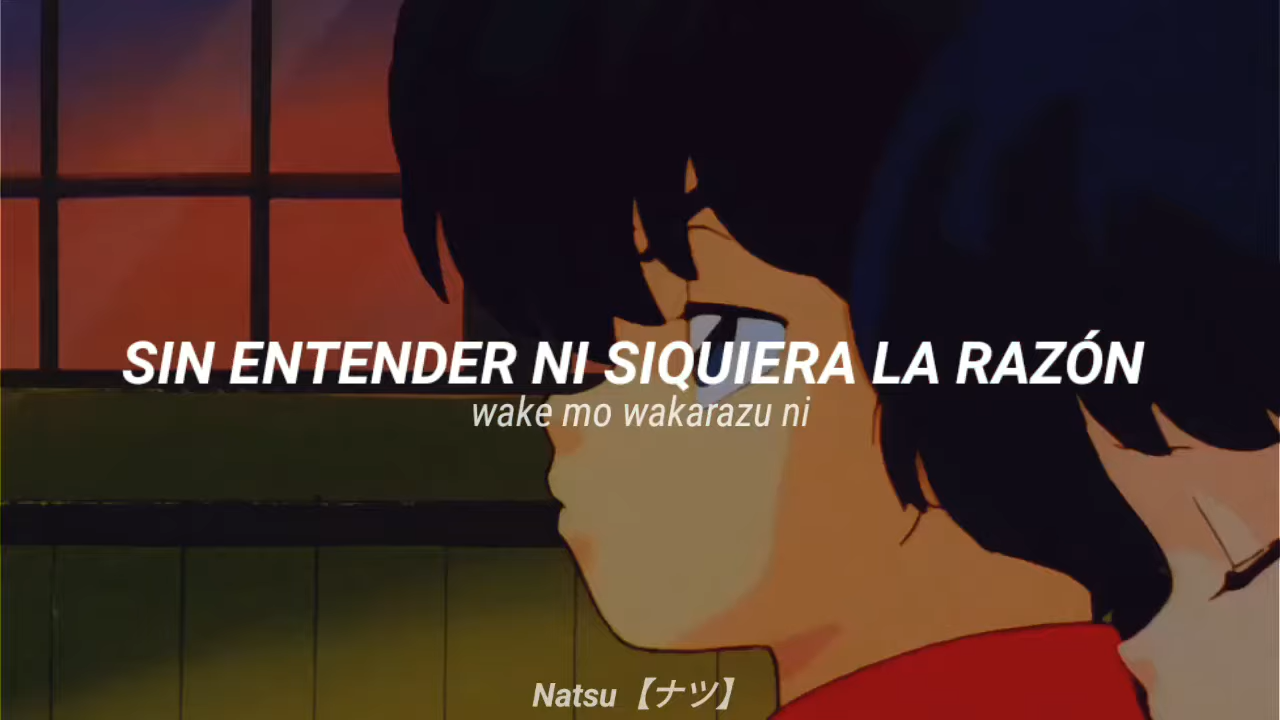 SIN ENTENDER NI SIQUIERA LA RAZÓN
wake mo wakarazu ni
Natsu【ナツ】